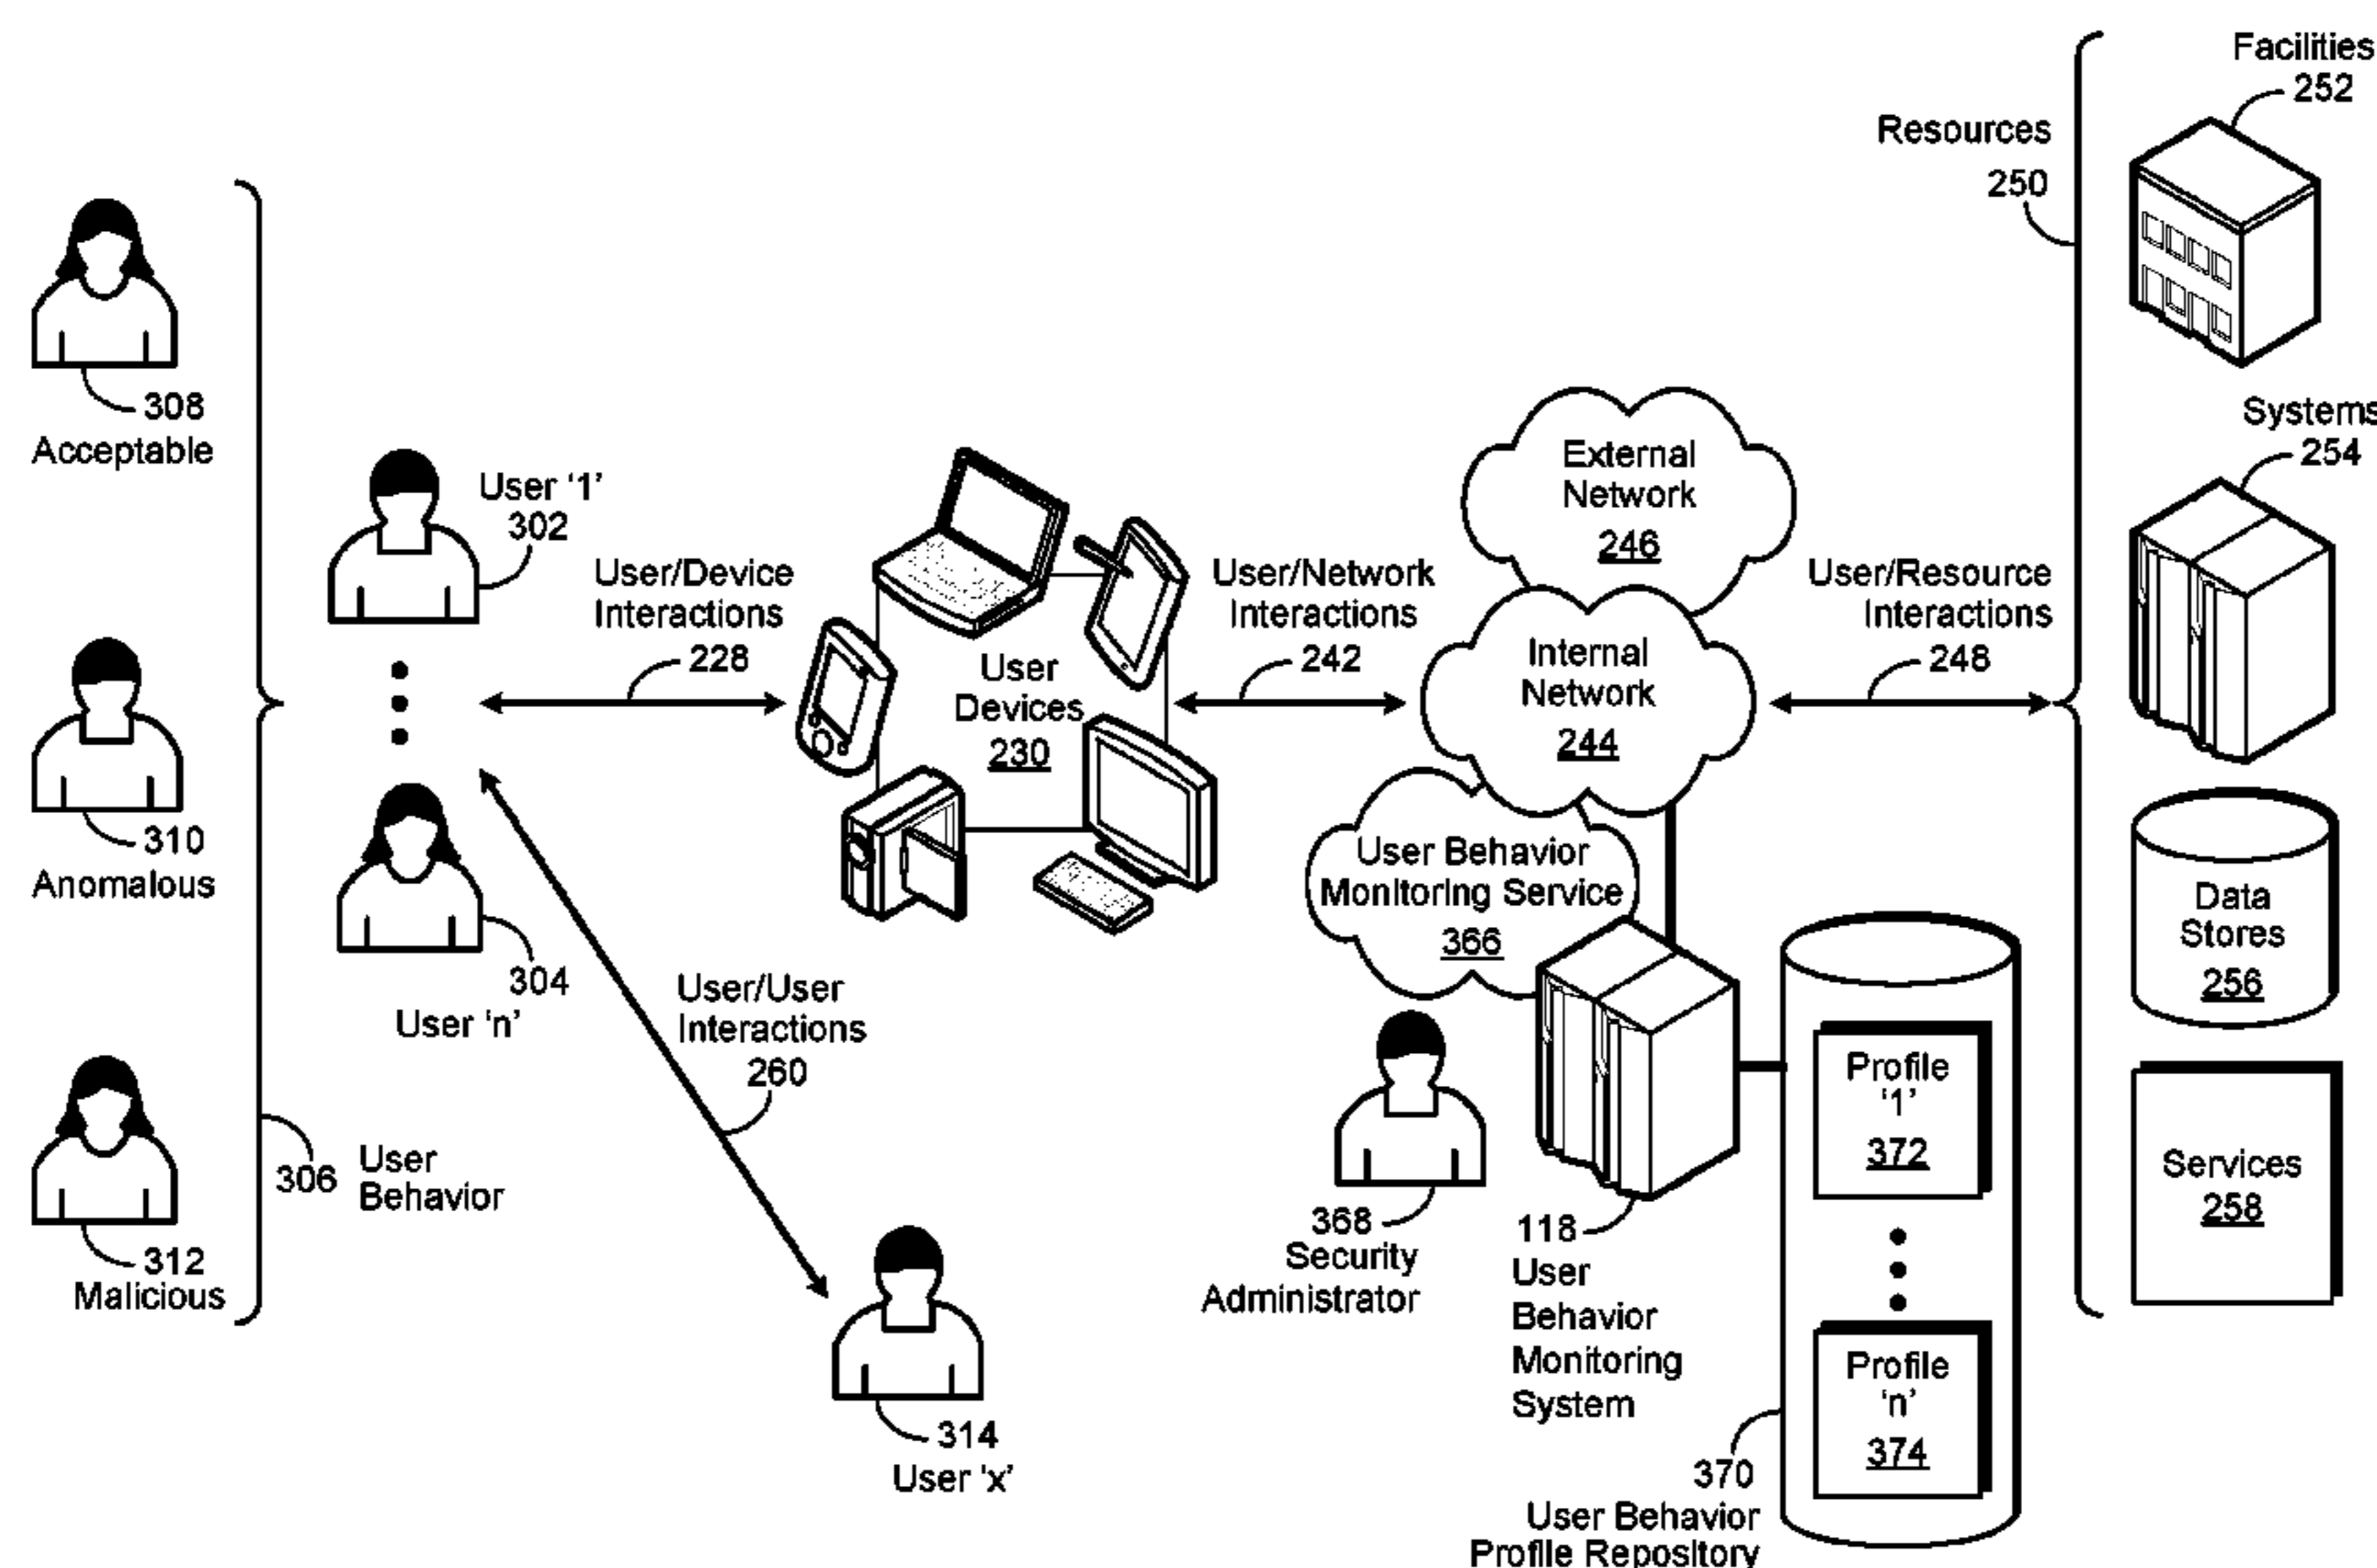 308
Acceptable
310
Anomalous
312
Malicious
306
User
Behavior
User ‘1’
302
304
User ‘n’
User/Device
Interactions
228
User/User
Interactions
260
314
User ‘x’
User
Devices
230
User/Network
Interactions
242
External
Network
246
Internal
Network
244
User Behavior
Monitoring Service
366
368
Security
Administrator
118
User
Behavior
Monitoring
System
Profile
‘1’
372
Profile
‘n’
374
370
User Behavior
Profile Repository
User/Resource
Interactions
248
Resources
250
Facilities
252
Systems
254
Data
Stores
256
Services
258